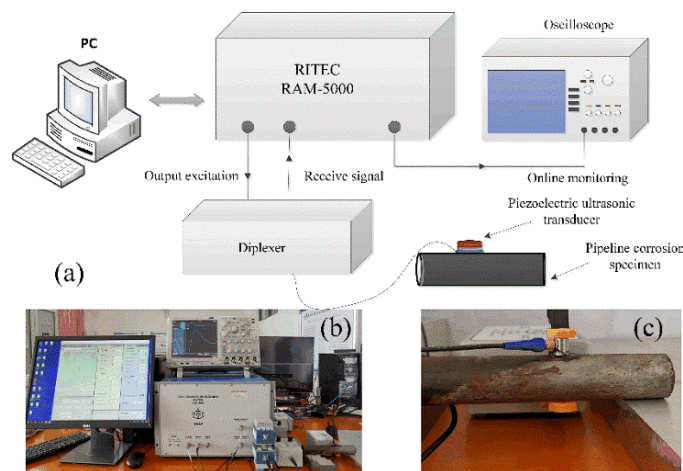 PC
Oscilloscope
RITEC
RAM-5000
Output excitation
Receive signal
Online monitoring
Piezoelectric ultrasonic
transducer
Diplexer
Pipeline corrosion
specimen
(a)
(b)
(c)